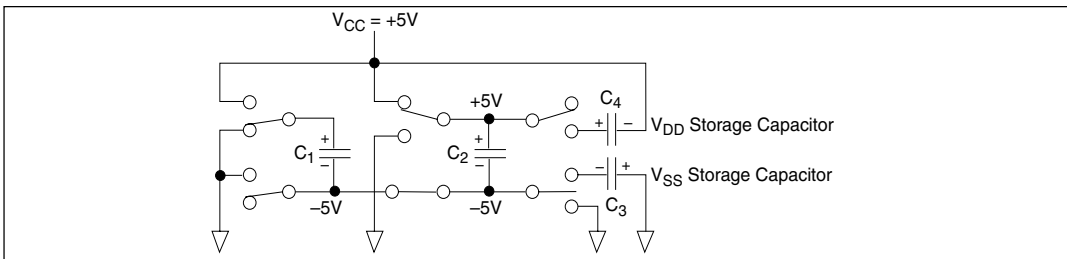 V_CC = +5V
+5V
C_4
+ −
V_DD Storage Capacitor
+
C_1
−
+
C_2
−
− +
V_SS Storage Capacitor
−5V
−5V
C_3